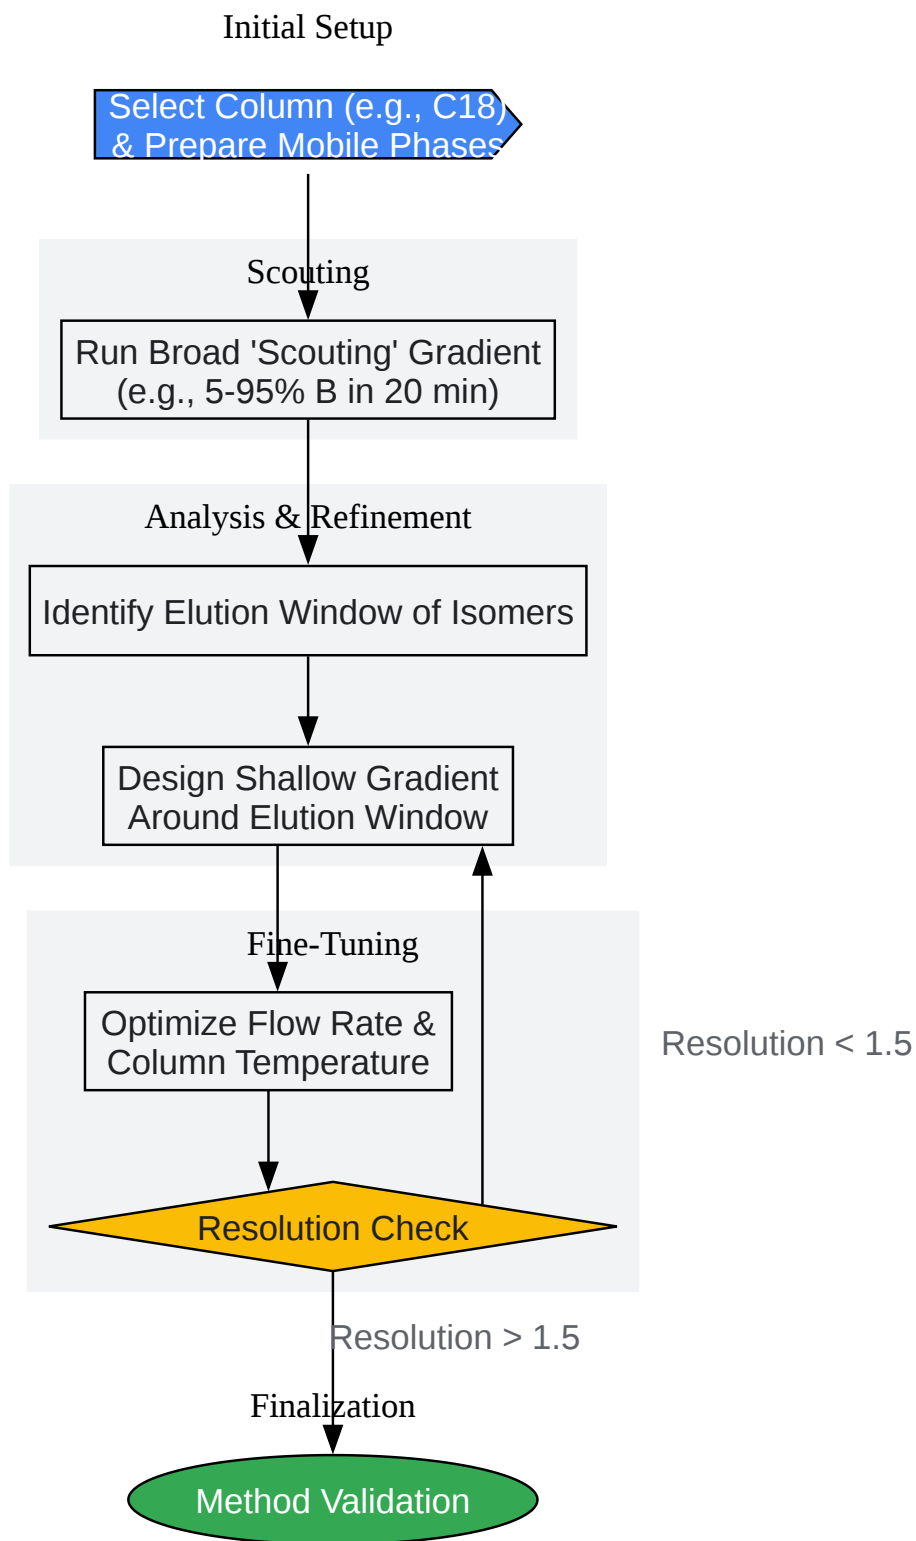 Initial Setup
Select Column (e.g., C18)
& Prepare Mobile Phases
Scouting
Run Broad 'Scouting' Gradient
(e.g., 5-95% B in 20 min)
Analysis & Refinement
Identify Elution Window of Isomers
Design Shallow Gradient
Around Elution Window
Fine-Tuning
Optimize Flow Rate &
Column Temperature
Resolution < 1.5
Resolution Check
Resolution > 1.5
Finalization
Method Validation